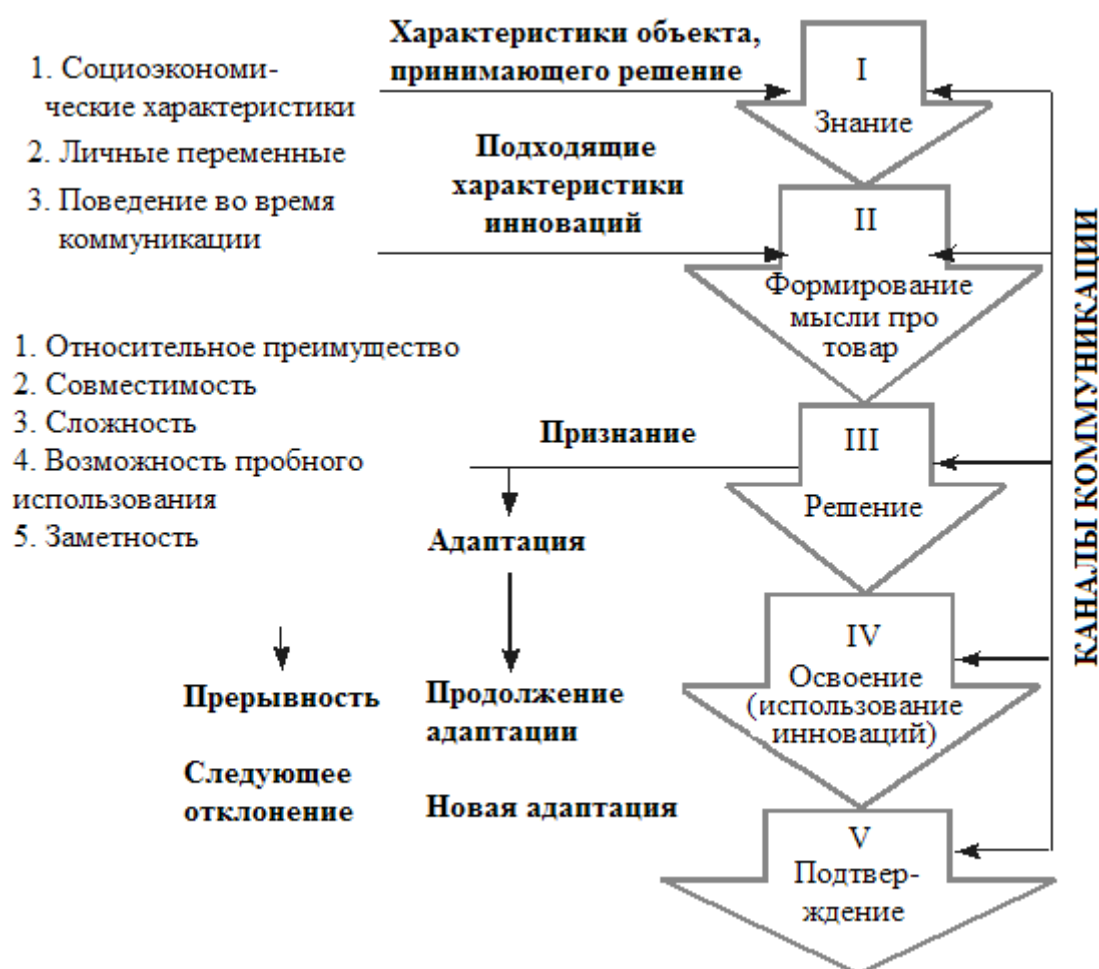 Характеристики объекта,
принимающего решение
1. Социоэкономи-
ческие характеристики
2. Личные переменные
3. Поведение во время
коммуникации
Подходящие
характеристики
инноваций
I
Знание
II
Формирование
мысли про
товар
1. Относительное преимущество
2. Совместимость
3. Сложность
4. Возможность пробного
использования
5. Заметность
Признание
Адаптация
III
Решение
Прерывность
Продолжение
адаптации
Следующее
отклонение
Новая адаптация
IV
Освоение
(использование
инноваций)
V
Подтвер-
ждение
КАНАЛЫ КОММУНИКАЦИИ